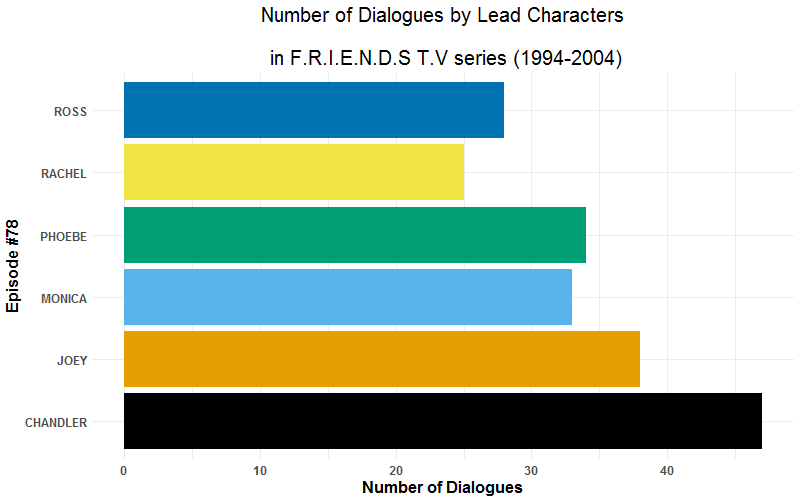 Number of Dialogues by Lead Characters
in F.R.I.E.N.D.S T.V series (1994-2004)
Episode #78
ROSS
RACHEL
PHOEBE
MONICA
JOEY
CHANDLER
0 10 20 30 40
Number of Dialogues